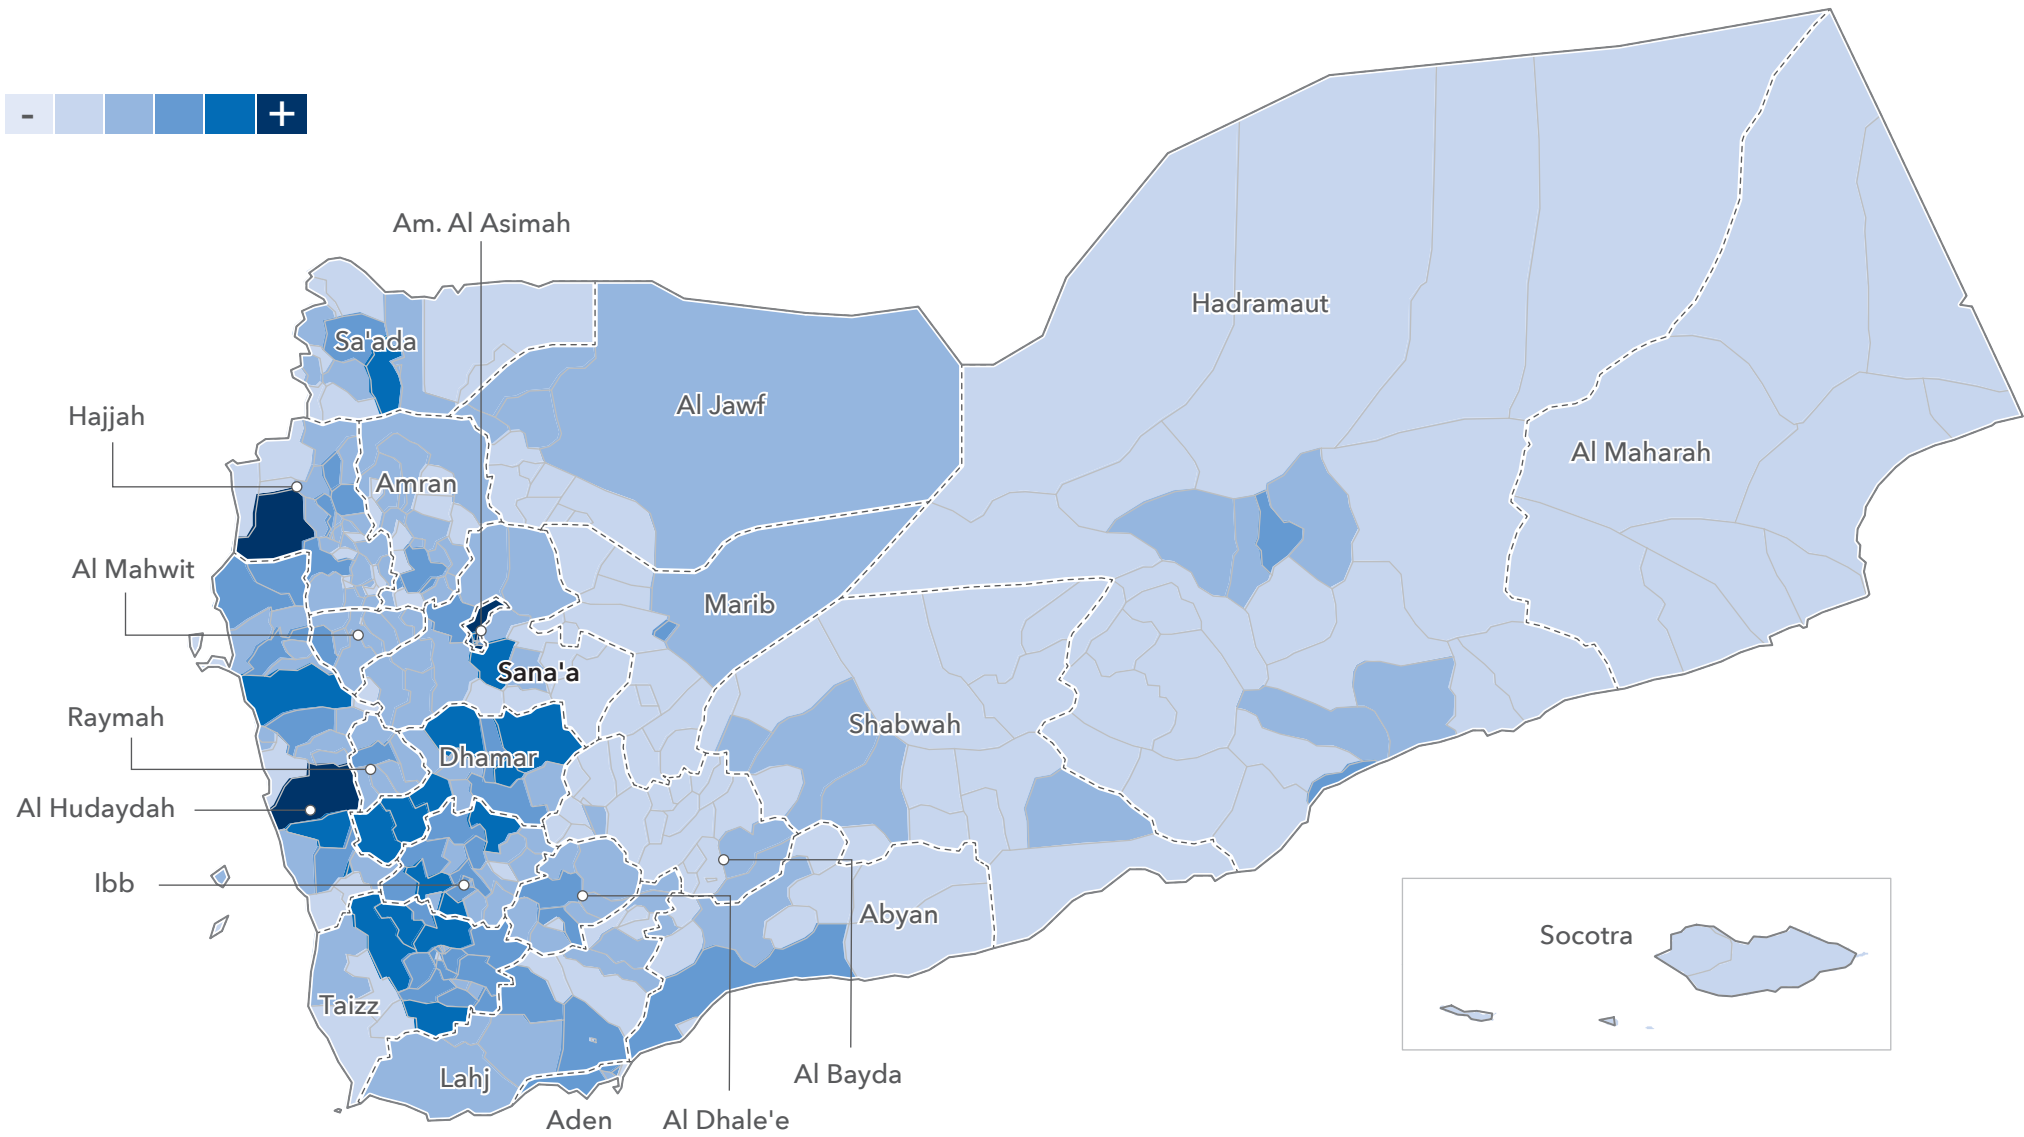 - +
Am. Al Asimah
Hadramaut
Sa'ada
Al Jawf
Hajjah
Al Maharah
Amran
Al Mahwit
Marib
Sana'a
Raymah
Shabwah
Dhamar
Al Hudaydah
Ibb
Abyan
Socotra
Taizz
Lahj
Al Bayda
Aden
Al Dhale'e